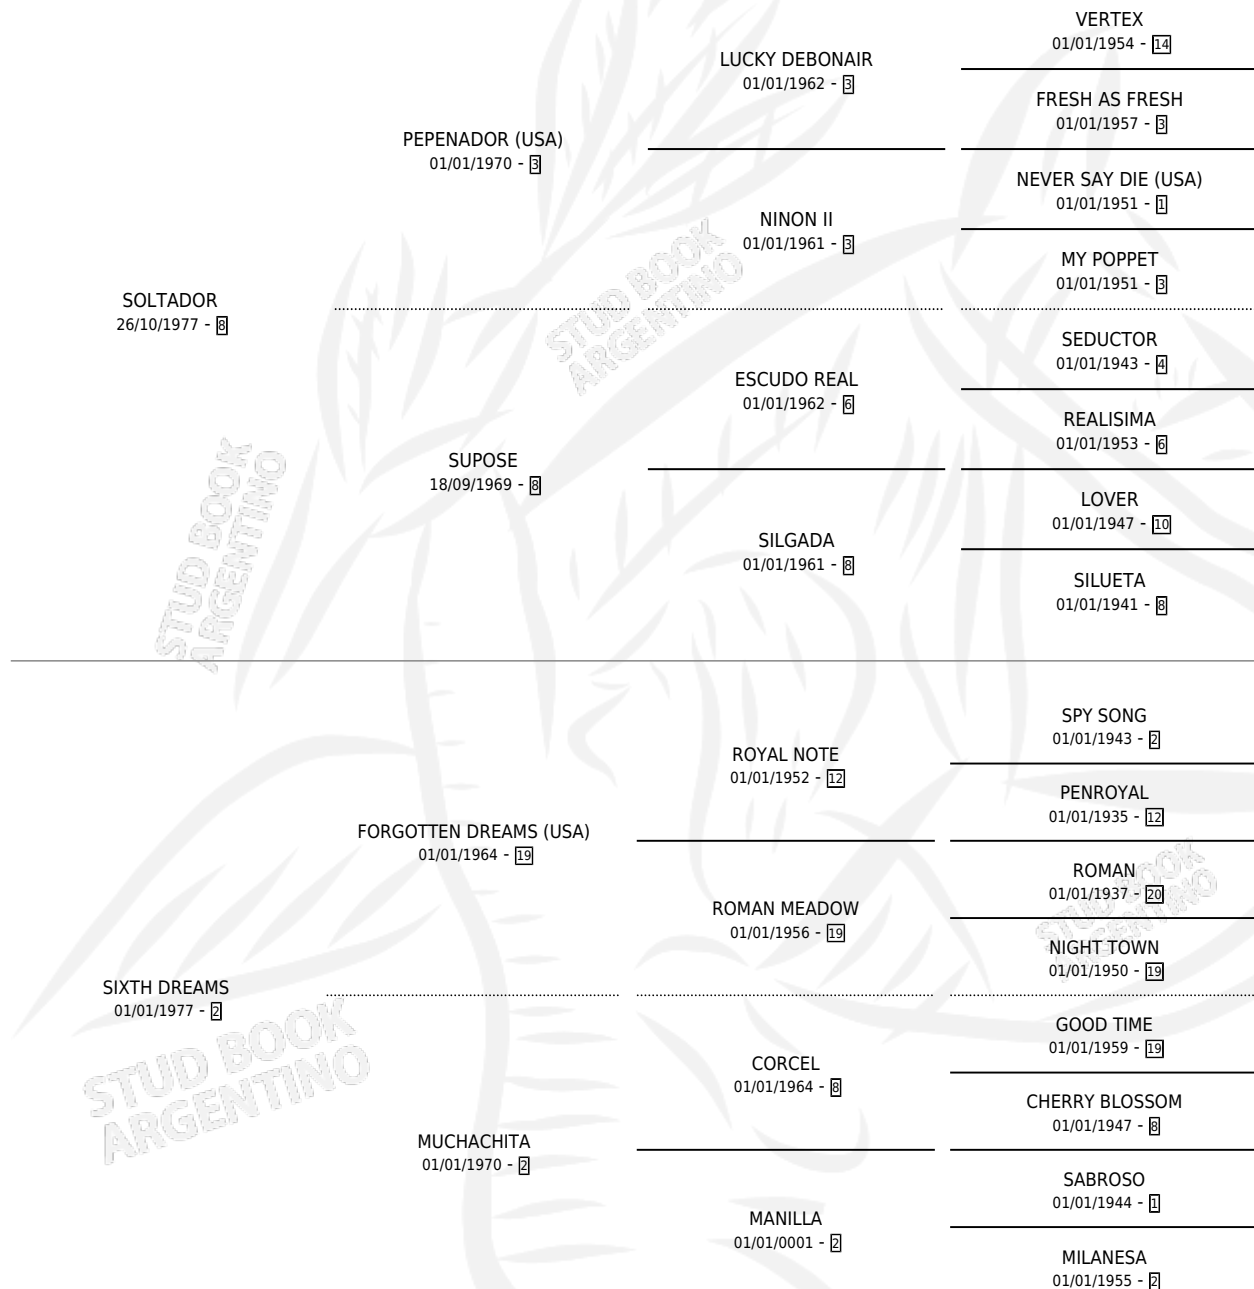 VERTEX
01/01/1954 - 14
LUCKY DEBONAIR
01/01/1962 - 3
FRESH AS FRESH
01/01/1957 - 3
PEPENADOR (USA)
01/01/1970 - 3
NEVER SAY DIE (USA)
01/01/1951 - 1
NINON II
01/01/1961 - 3
MY POPPET
01/01/1951 - 3
SOLTADOR
26/10/1977 - 8
SEDUCTOR
01/01/1943 - 4
ESCUDO REAL
01/01/1962 - 6
REALISIMA
01/01/1953 - 6
SUPOSE
18/09/1969 - 8
LOVER
01/01/1947 - 10
SILGADA
01/01/1961 - 8
SILUETA
01/01/1941 - 8
SPY SONG
01/01/1943 - 2
ROYAL NOTE
01/01/1952 - 12
PENROYAL
01/01/1935 - 12
FORGOTTEN DREAMS (USA)
01/01/1964 - 19
ROMAN
01/01/1937 - 20
ROMAN MEADOW
01/01/1956 - 19
NIGHT TOWN
01/01/1950 - 19
SIXTH DREAMS
01/01/1977 - 2
GOOD TIME
01/01/1959 - 19
CORCEL
01/01/1964 - 8
CHERRY BLOSSOM
01/01/1947 - 8
MUCHACHITA
01/01/1970 - 2
SABROSO
01/01/1944 - 1
MANILLA
01/01/0001 - 2
MILANESA
01/01/1955 - 2
STUD BOOK
ARGENTINO
STUD BOOK
ARGENTINO
STUD BOOK
ARGENTINO
STUD BOOK
ARGENTINO